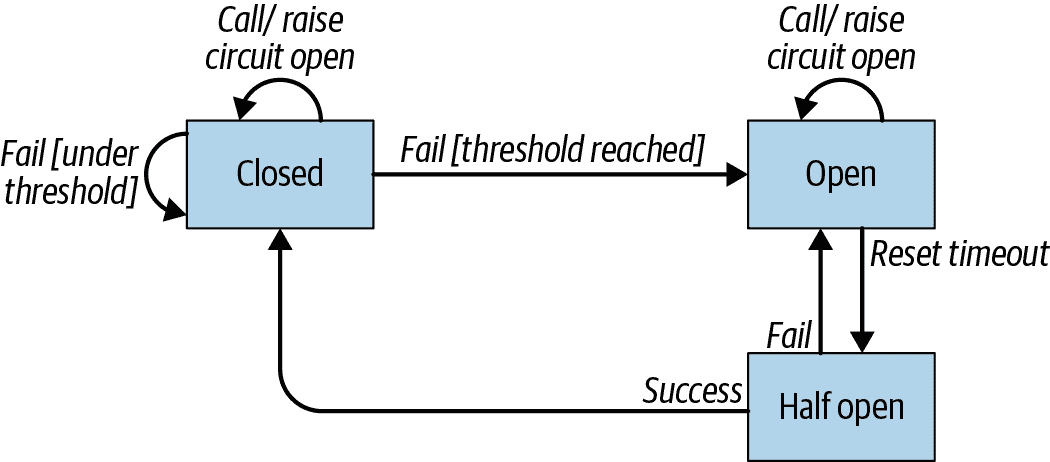 Call/ raise
circuit open
Call/ raise
circuit open
Fail [under
threshold]
Closed
Fail [threshold reached]
Open
Reset timeout
Fail
Success
Half open